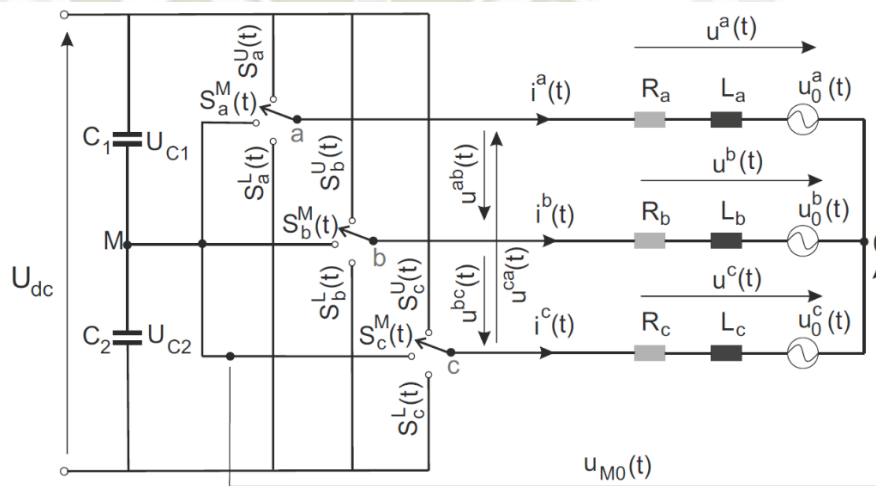 u^a(t)
S_a^U(t)
i^a(t)
R_a
L_a
u_0^a(t)
S_a^M(t)
a
C_1
U_C1
S_a^L(t)
S_b^U(t)
u^ab(t)
u^b(t)
i^b(t)
R_b
L_b
u_0^b(t)
S_b^M(t)
M
b
U_dc
S_b^L(t)
S_c^U(t)
u^bc(t)
u^ca(t)
u^c(t)
C_2
U_C2
S_c^M(t)
i^c(t)
R_c
L_c
u_0^c(t)
c
S_c^L(t)
u_M0(t)